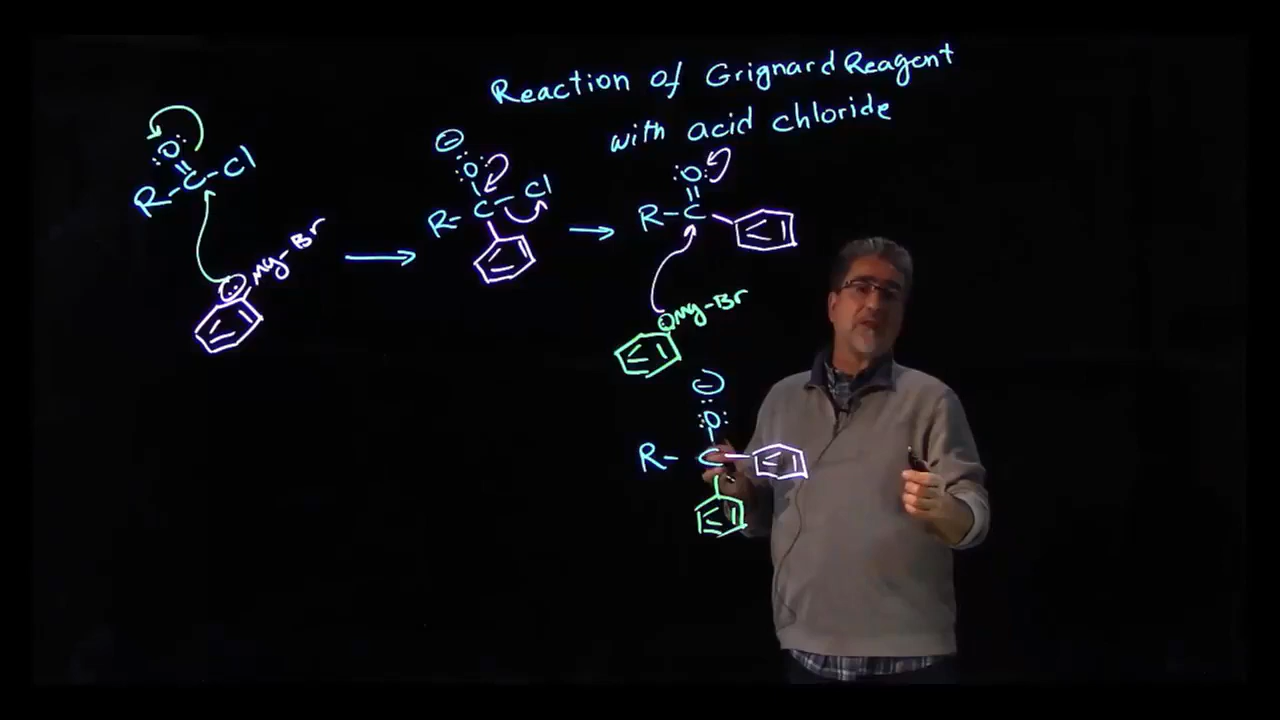 Reaction of Grignard Reagent
with acid chloride
O
R-C-Cl
Mg-Br
O
R-C-Cl
O
R-C
Mg-Br
O
R-C